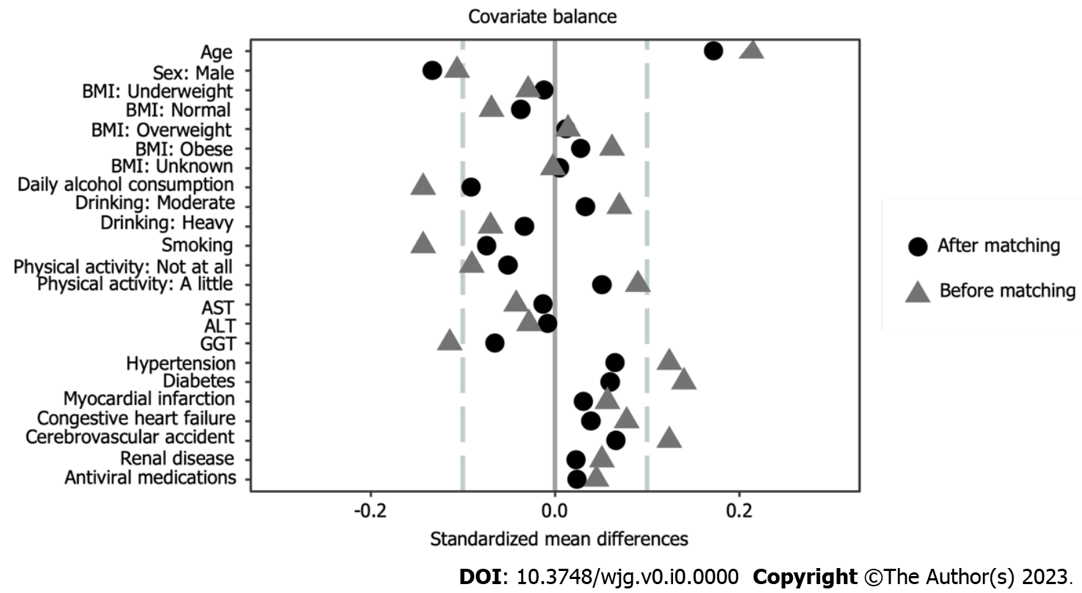 Covariate balance
Age
Sex: Male
BMI: Underweight
BMI: Normal
BMI: Overweight
BMI: Obese
BMI: Unknown
Daily alcohol consumption
Drinking: Moderate
Drinking: Heavy
Smoking
Physical activity: Not at all
Physical activity: A little
AST
ALT
GGT
Hypertension
Diabetes
Myocardial infarction
Congestive heart failure
Cerebrovascular accident
Renal disease
Antiviral medications
-0.2 0.0 0.2
Standardized mean differences
After matching
Before matching
DOI: 10.3748/wjg.v0.i0.0000 Copyright ©The Author(s) 2023.